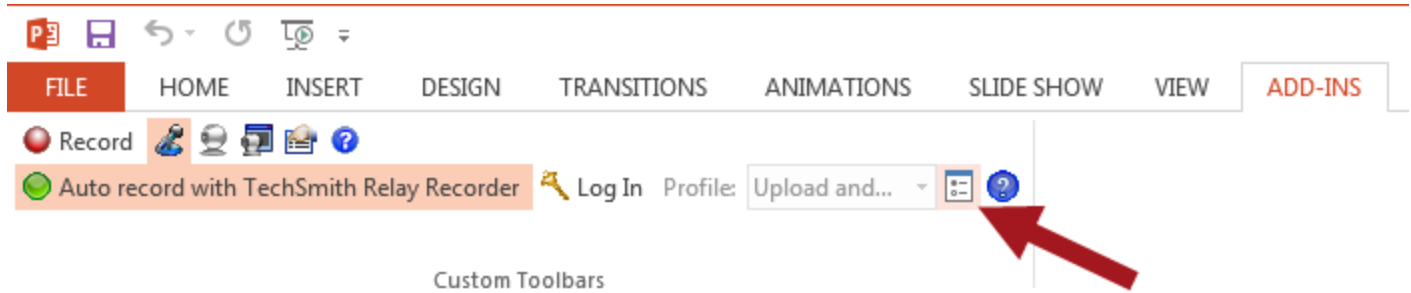 FILE HOME INSERT DESIGN TRANSITIONS ANIMATIONS SLIDE SHOW VIEW ADD-INS
Record
Auto record with TechSmith Relay Recorder Log In Profile: Upload and...
Custom Toolbars